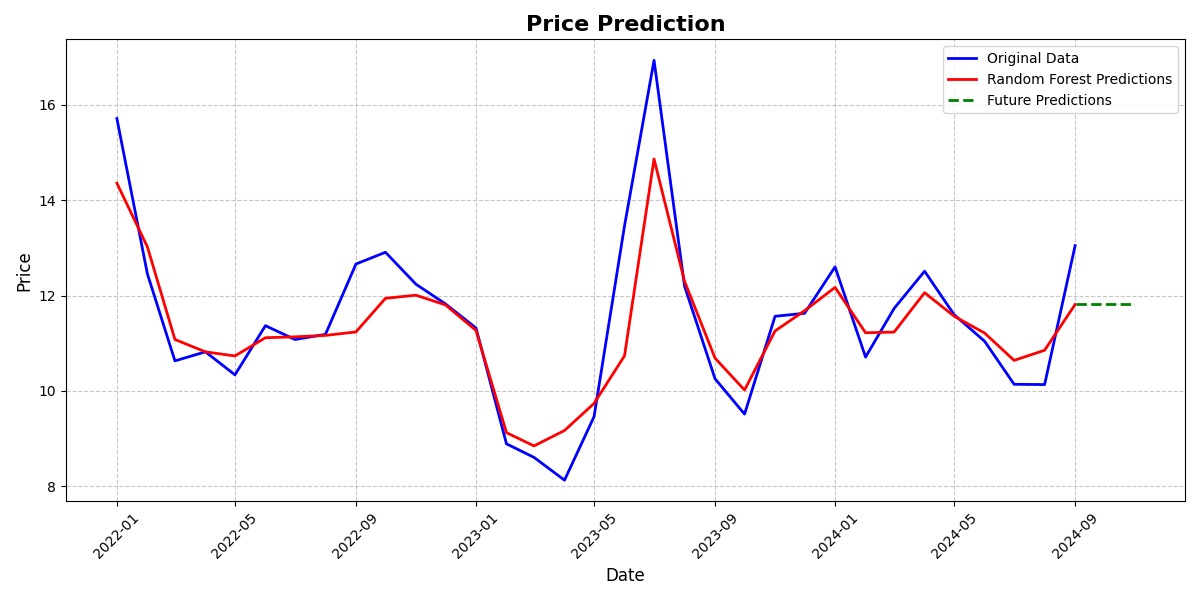 Price Prediction
Original Data
Random Forest Predictions
Future Predictions
Price
16
14
12
10
8
2022-01
2022-05
2022-09
2023-01
2023-05
2023-09
2024-01
2024-05
2024-09
Date